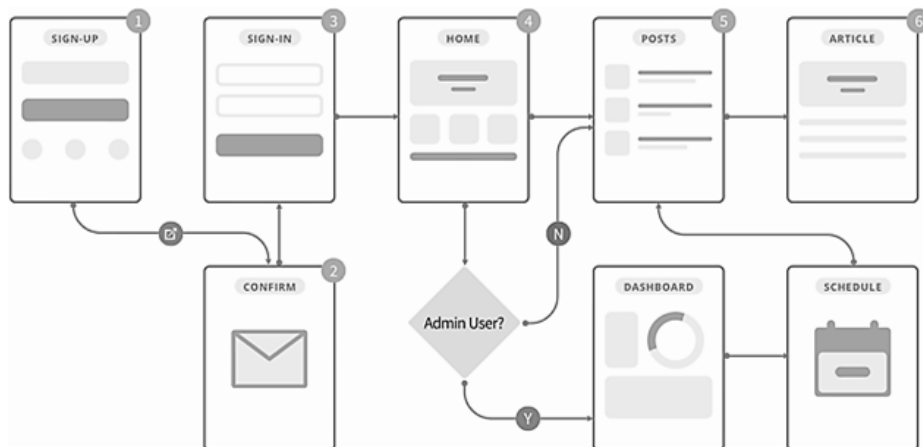 1
SIGN-UP
3
SIGN-IN
4
HOME
5
POSTS
6
ARTICLE
N
2
CONFIRM
Admin User?
DASHBOARD
SCHEDULE
Y